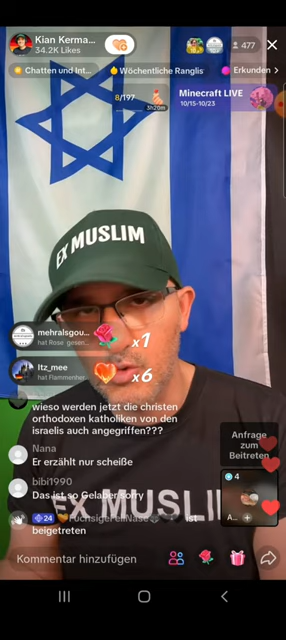 Kian Kerma...
34.2K Likes
477
Chatten und Int...
Wöchentliche Ranglis
Erkunden
8/197
3h20m
Minecraft LIVE
10/15-10/23
EX MUSLIM
mehralsgou...
hat Rose gesen...
x1
Itz_mee
hat Flammenher...
x6
wieso werden jetzt die christen
orthodoxen katholiken von den
israelis auch angegriffen???
Nana
Er erzählt nur scheiße
bibi1990
Das ist so Gelaber sorry
EX MUSLI
24
ist
beigetreten
Anfrage
zum
Beitreten
4
A...
Kommentar hinzufügen